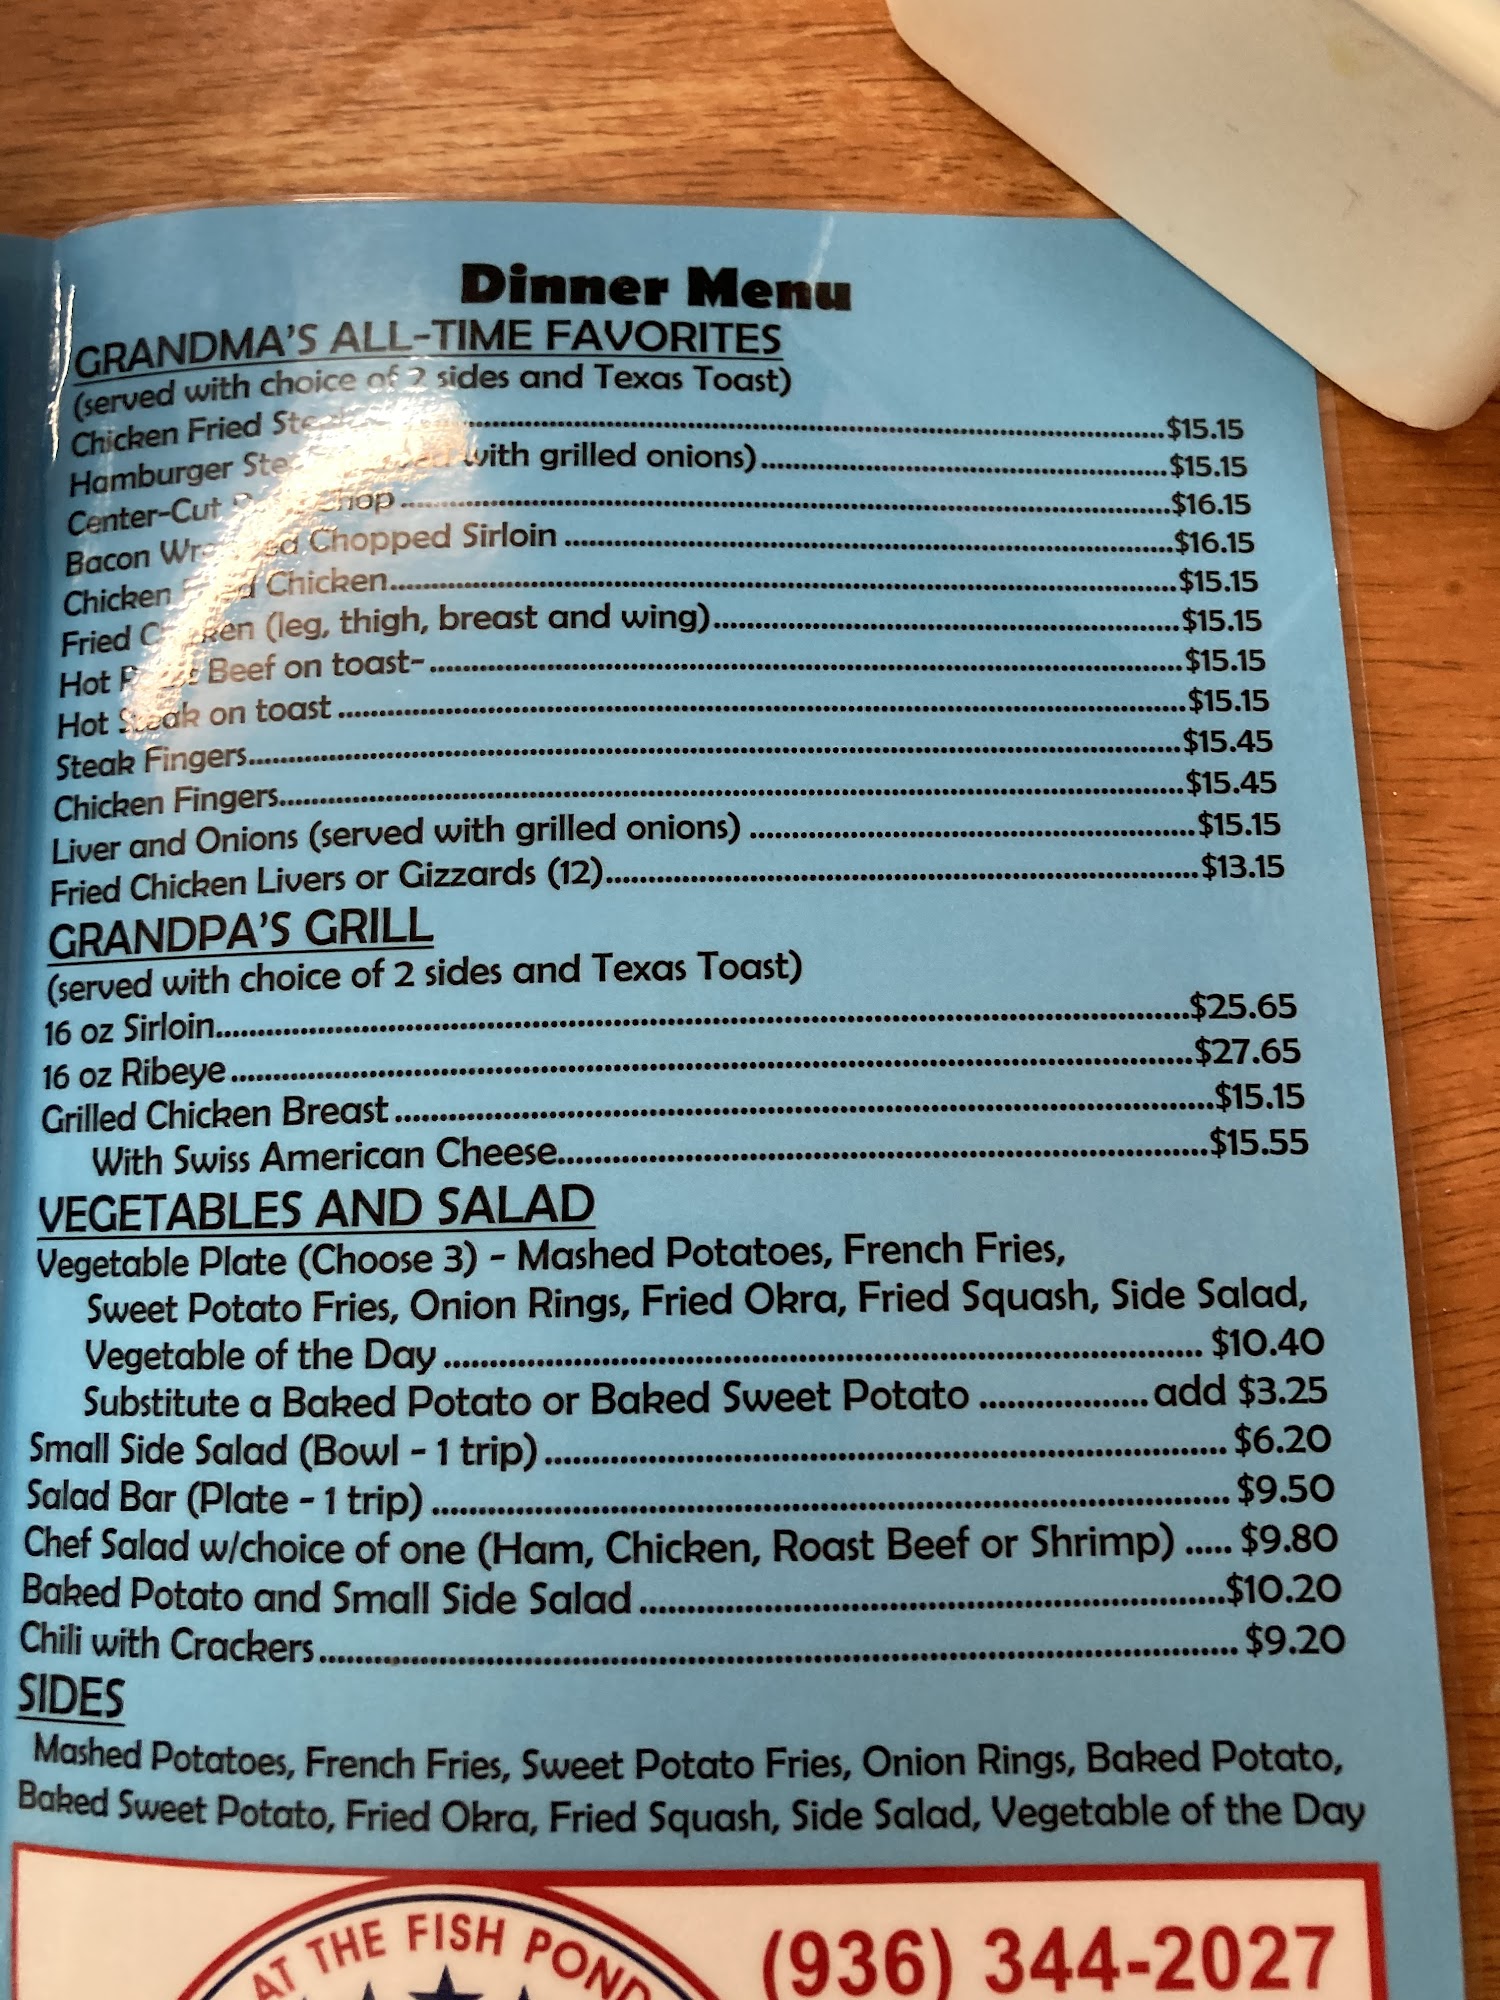 Dinner Menu
GRANDMA'S ALL-TIME FAVORITES
(served with choice of 2 sides and Texas Toast)
Chicken Fried ..........$15.15
Hamburger with grilled onions)..........$15.15
Center-Cut Chop..........$16.15
Bacon Wrapped Chopped Sirloin..........$16.15
Chicken Fried Chicken..........$15.15
Fried Chicken (leg, thigh, breast and wing)..........$15.15
Hot Beef on toast-..........$15.15
Hot Steak on toast..........$15.15
Steak Fingers..........$15.45
Chicken Fingers..........$15.45
Liver and Onions (served with grilled onions)..........$15.15
Fried Chicken Livers or Gizzards (12)..........$13.15
GRANDPA'S GRILL
(served with choice of 2 sides and Texas Toast)
16 oz Sirloin..........$25.65
16 oz Ribeye..........$27.65
Grilled Chicken Breast..........$15.15
With Swiss American Cheese..........$15.55
VEGETABLES AND SALAD
Vegetable Plate (Choose 3) - Mashed Potatoes, French Fries,
Sweet Potato Fries, Onion Rings, Fried Okra, Fried Squash, Side Salad,
Vegetable of the Day..........$10.40
Substitute a Baked Potato or Baked Sweet Potato..........add $3.25
Small Side Salad (Bowl - 1 trip)..........$6.20
Salad Bar (Plate - 1 trip)..........$9.50
Chef Salad w/choice of one (Ham, Chicken, Roast Beef or Shrimp).....$9.80
Baked Potato and Small Side Salad..........$10.20
Chili with Crackers..........$9.20
SIDES
Mashed Potatoes, French Fries, Sweet Potato Fries, Onion Rings, Baked Potato,
Baked Sweet Potato, Fried Okra, Fried Squash, Side Salad, Vegetable of the Day
AT THE FISH POND
(936) 344-2027